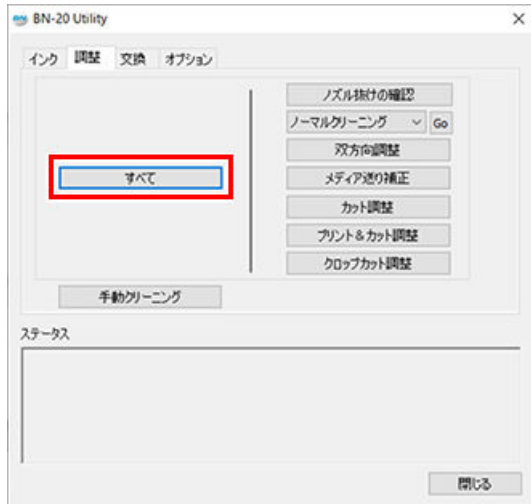 BN-20 Utility
インク 調整 交換 オプション
すべて
ノズル抜けの確認
ノーマルクリーニング Go
双方向調整
メディア送り補正
カット調整
プリント&カット調整
クロップカット調整
手動クリーニング
ステータス
閉じる